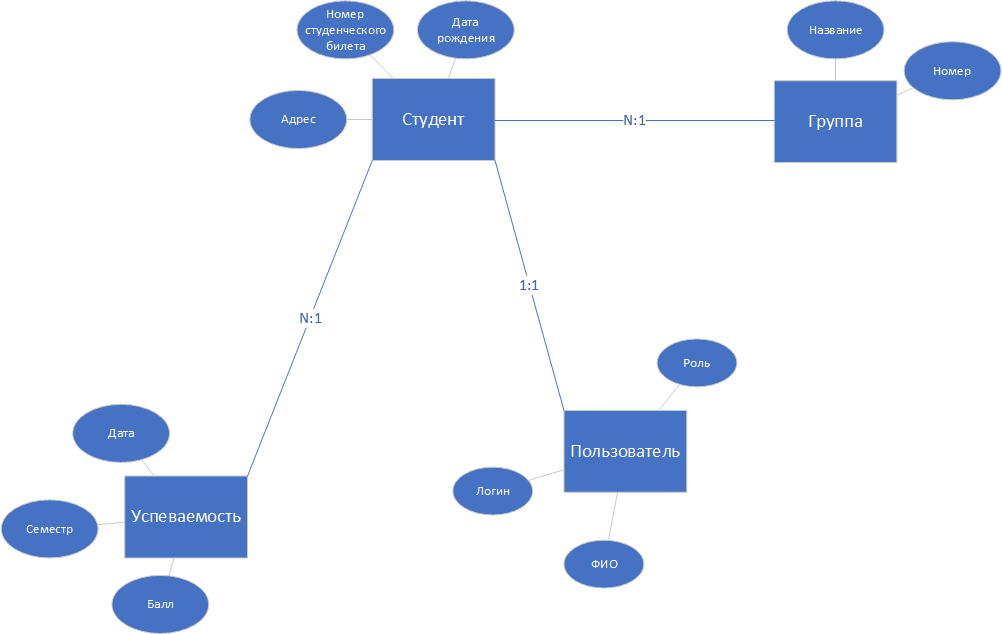 Номер
студенческого
билета
Дата
рождения
Название
Номер
Адрес
Студент
N:1
Группа
1:1
N:1
Роль
Дата
Пользователь
Логин
Успеваемость
Семестр
ФИО
Балл